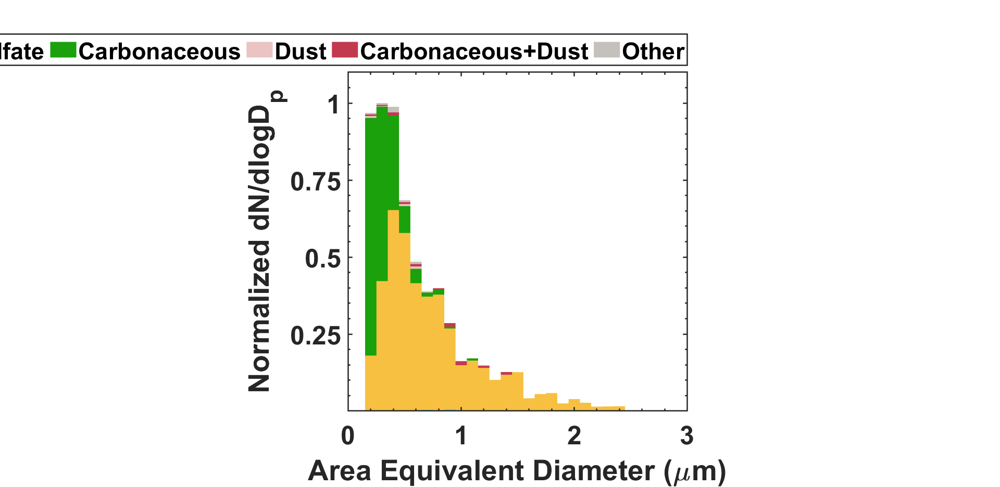 lfate Carbonaceous Dust Carbonaceous+Dust Other
Normalized dN/dlogDp
1
0.75
0.5
0.25
0 1 2 3
Area Equivalent Diameter (μm)